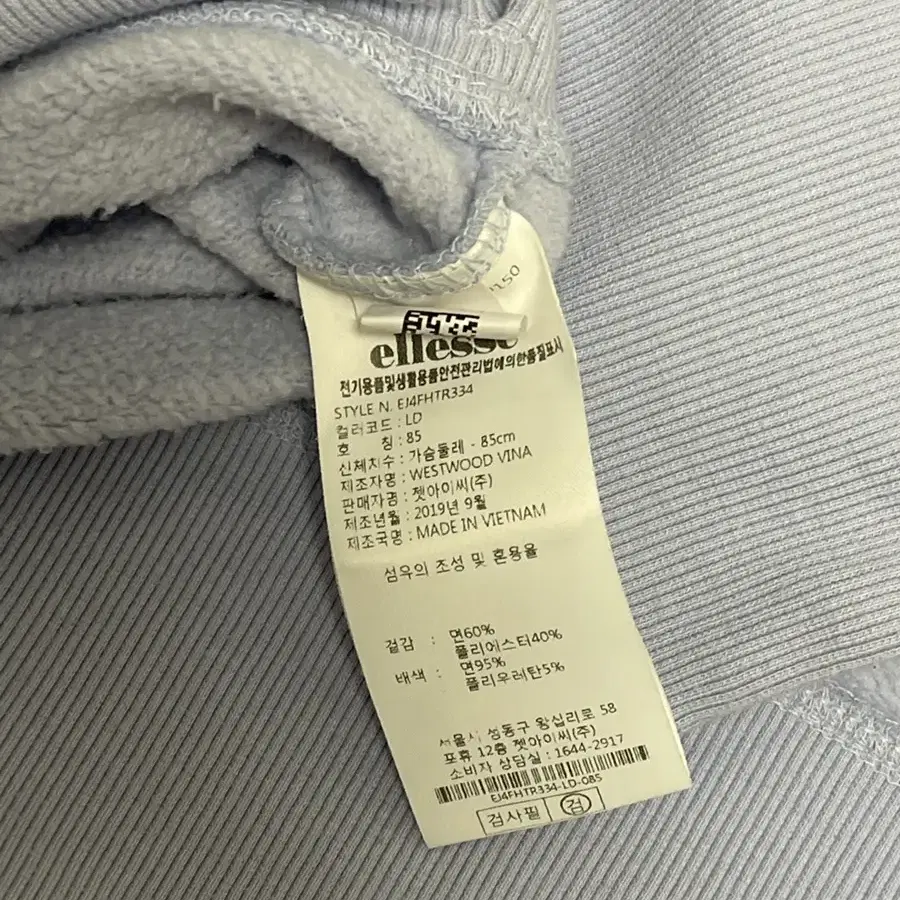 ellesse
전기용품및생활용품안전관리법에의한품질표시
STYLE N. EJ4FHTR334
컬러코드 : LD
호 칭 : 85
신체치수 : 가슴둘레 - 85cm
제조자명 : WESTWOOD VINA
판매자명 : 젯아이씨(주)
제조년월 : 2019년 9월
제조국명 : MADE IN VIETNAM
섬유의 조성 및 혼용율
겉감 : 면60%
폴리에스터40%
배색 : 면95%
폴리우레탄5%
서울시 성동구 왕십리로 58
포휴 12층 젯아이씨(주)
소비자 상담실 : 1644-2917
EJ4FHTR334-LD-085
검사필 검